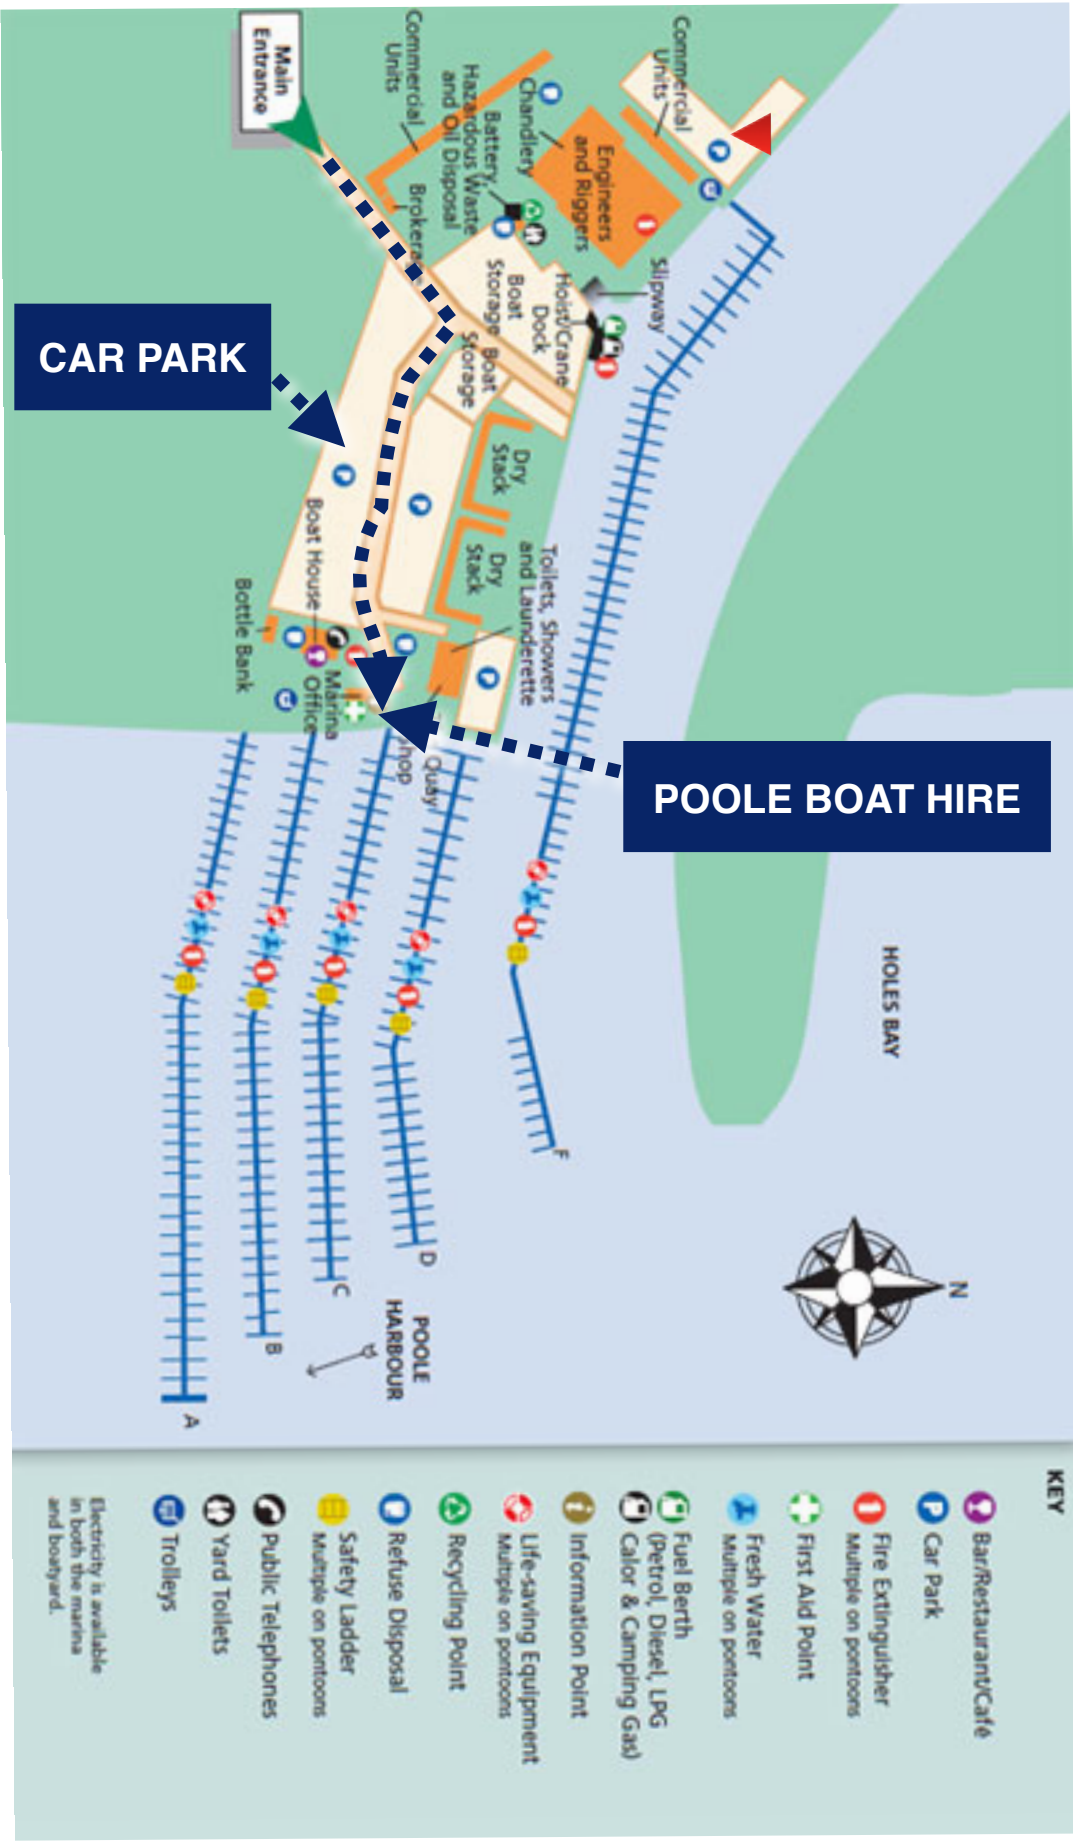 Main
Entrance
Commercial
Units
Commercial
Units
Chandlery
Battery,
Hazardous Waste
and Oil Disposal
Engineers
and Riggers
Slipway
Hoist/Crane
Dock
Boat
Storage
Boat
Storage
CAR PARK
Dry
Stack
Dry
Stack
Toilets, Showers
and Launderette
Boat House
Bottle Bank
Marina
Office
Quay
POOLE BOAT HIRE
HOLES BAY
F
N
D
C
B
A
POOLE
HARBOUR
KEY
Bar/Restaurant/Café
Car Park
Fire Extinguisher
Multiple on pontoons
First Aid Point
Fresh Water
Multiple on pontoons
Fuel Berth
(Petrol, Diesel, LPG
Calor & Camping Gas)
Information Point
Life-saving Equipment
Multiple on pontoons
Recycling Point
Refuse Disposal
Safety Ladder
Multiple on pontoons
Public Telephones
Yard Toilets
Trolleys
Electricity is available
in both the marina
and boatyard.